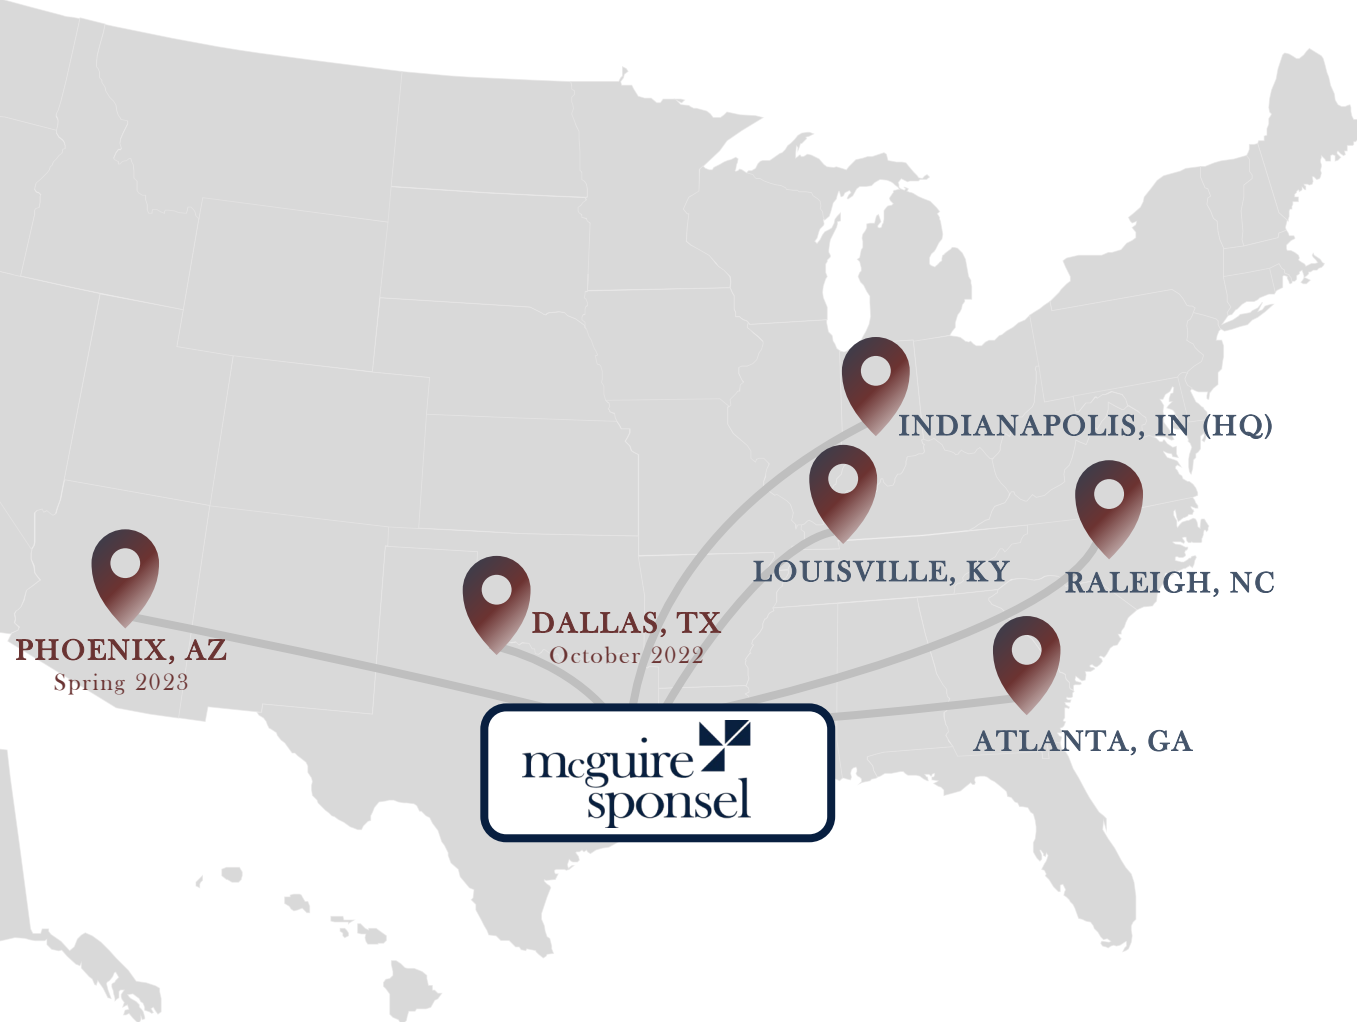 INDIANAPOLIS, IN (HQ)
LOUISVILLE, KY
RALEIGH, NC
DALLAS, TX
October 2022
PHOENIX, AZ
Spring 2023
ATLANTA, GA
mcguire
sponsel